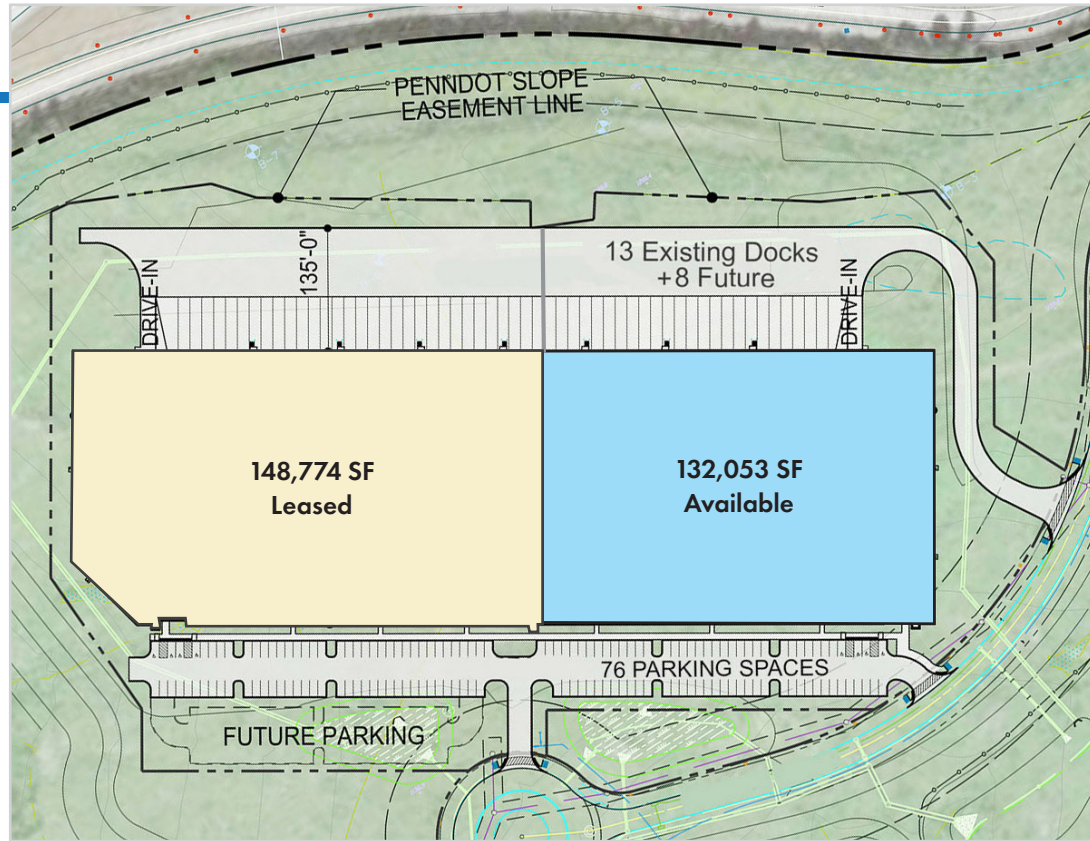 PENNDOT SLOPE
EASEMENT LINE
135'-0"
13 Existing Docks
+8 Future
DRIVE-IN
DRIVE-IN
148,774 SF
Leased
132,053 SF
Available
76 PARKING SPACES
FUTURE PARKING